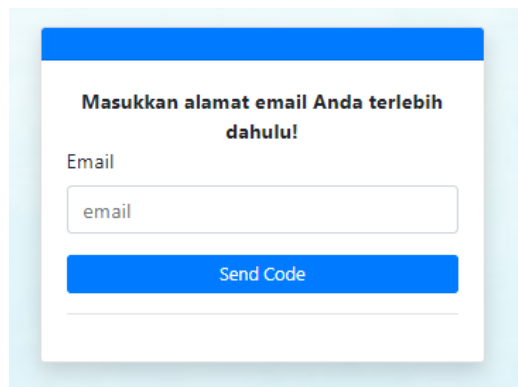 Masukkan alamat email Anda terlebih
dahulu!
Email
email
Send Code